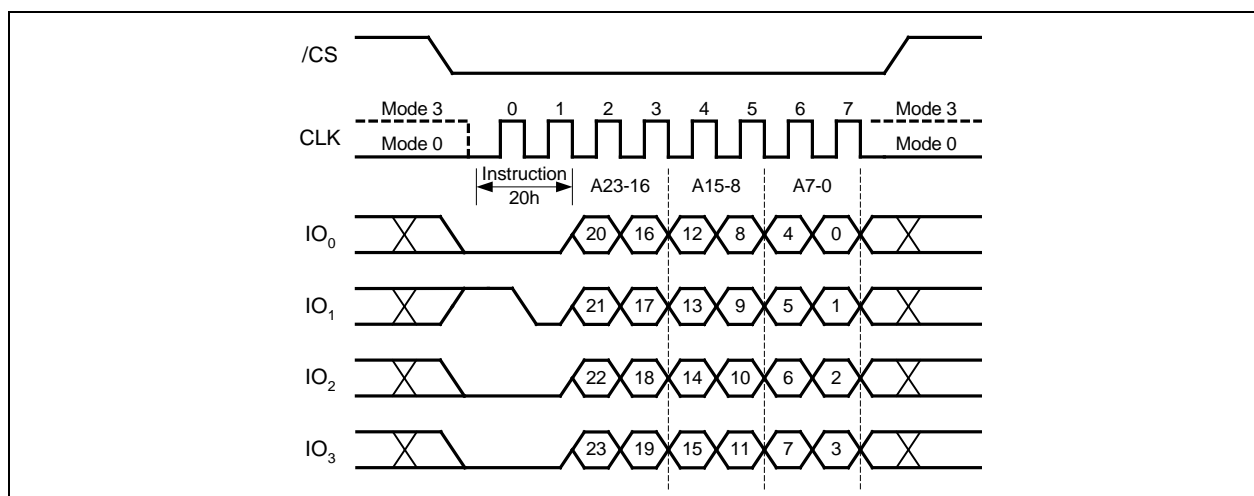 /CS
Mode 3 0 1 2 3 4 5 6 7 Mode 3
CLK
Mode 0 Mode 0
Instruction
20h
A23-16 A15-8 A7-0
IO0 20 16 12 8 4 0
IO1 21 17 13 9 5 1
IO2 22 18 14 10 6 2
IO3 23 19 15 11 7 3